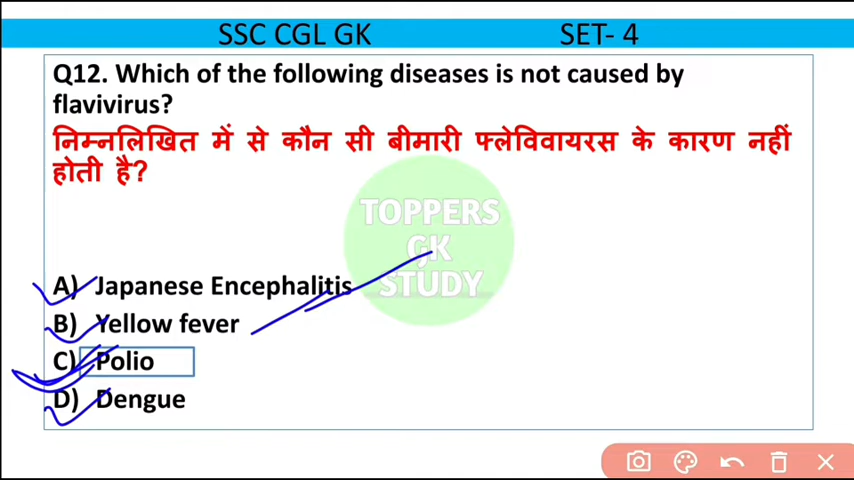 SSC CGL GK SET- 4
Q12. Which of the following diseases is not caused by
flavivirus?
निम्नलिखित में से कौन सी बीमारी फ्लेविवायरस के कारण नहीं
होती है?
TOPPERS
GK
STUDY
A) Japanese Encephalitis
B) Yellow fever
C) Polio
D) Dengue